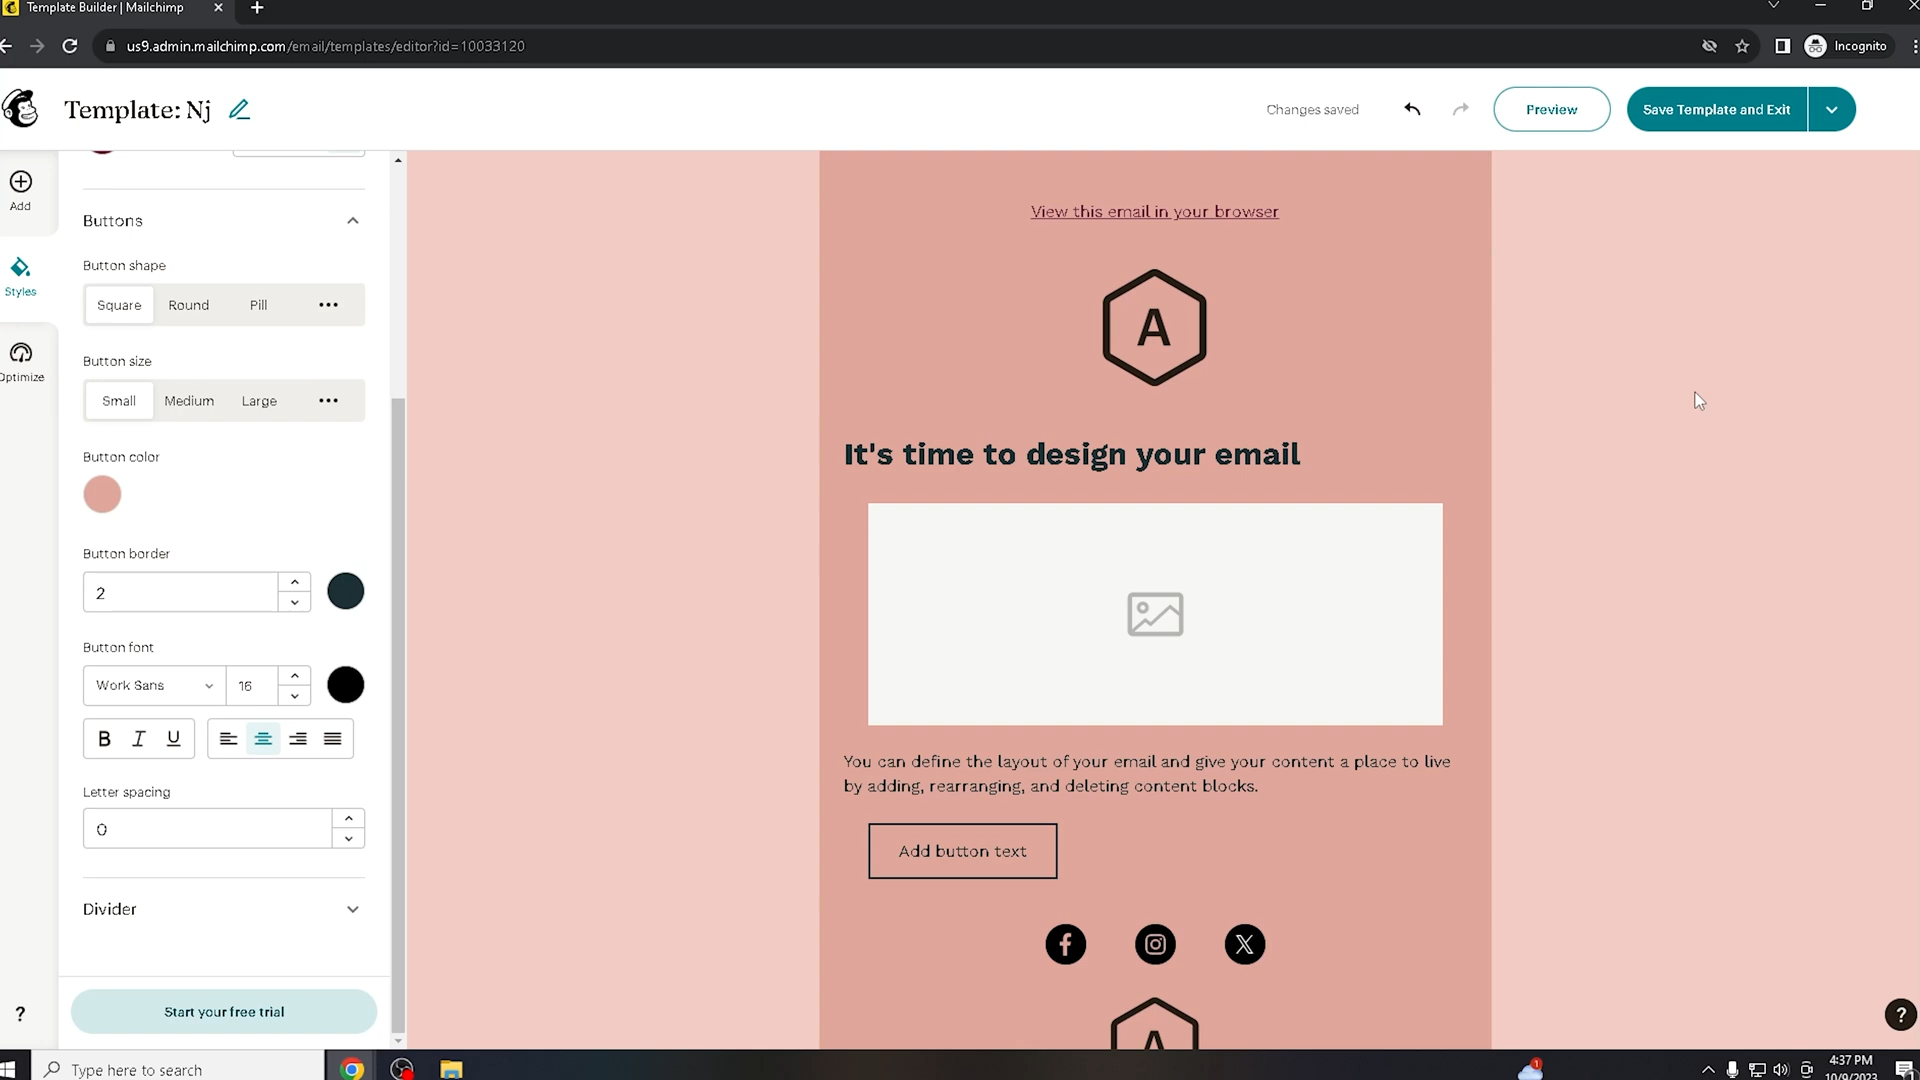 Template Builder | Mailchimp
us9.admin.mailchimp.com/email/templates/editor?id=10033120
Incognito
Template: Nj
Changes saved
Preview
Save Template and Exit
Add
Styles
Optimize
Buttons
Button shape
Square Round Pill
Button size
Small Medium Large
Button color
Button border
2
Button font
Work Sans 16
B I U
Letter spacing
0
Divider
Start your free trial
?
View this email in your browser
A
It's time to design your email
You can define the layout of your email and give your content a place to live
by adding, rearranging, and deleting content blocks.
Add button text
A
?
Type here to search
1
4:37 PM
10/9/2023
1